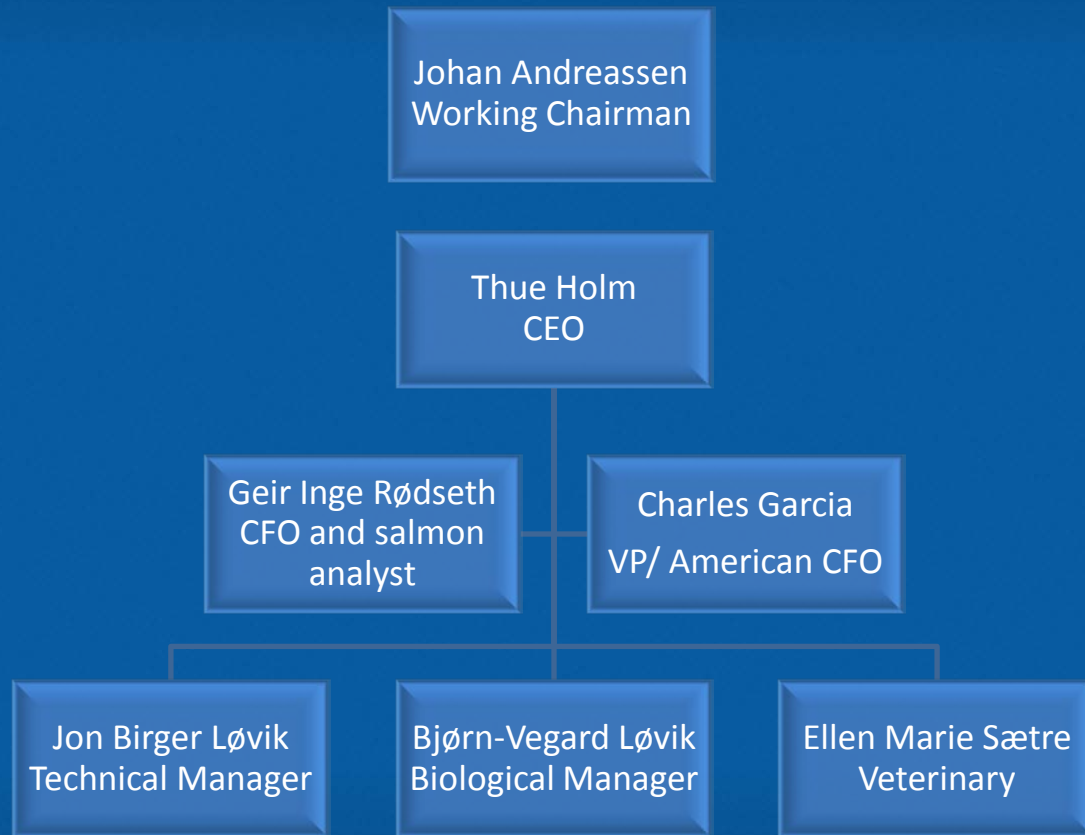 Johan Andreassen
Working Chairman
Thue Holm
CEO
Geir Inge Rødseth
CFO and salmon
analyst
Charles Garcia
VP/ American CFO
Jon Birger Løvik
Technical Manager
Bjørn-Vegard Løvik
Biological Manager
Ellen Marie Sætre
Veterinary